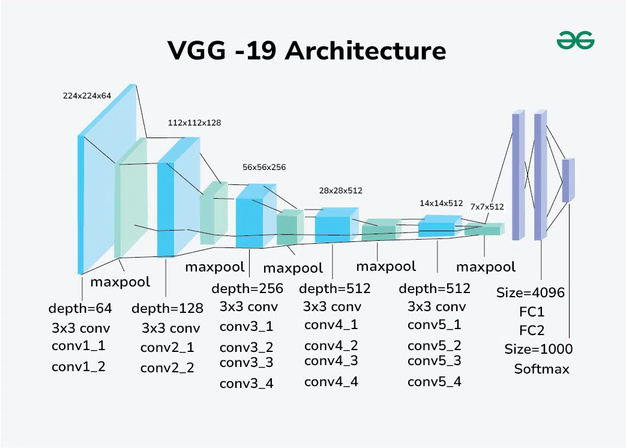 VGG -19 Architecture
224x224x64
112x112x128
56x56x256
28x28x512
14x14x512
7x7x512
maxpool
maxpool
maxpool
maxpool
maxpool
depth=64
3x3 conv
conv1_1
conv1_2
depth=128
3x3 conv
conv2_1
conv2_2
depth=256
3x3 conv
conv3_1
conv3_2
conv3_3
conv3_4
depth=512
3x3 conv
conv4_1
conv4_2
conv4_3
conv4_4
depth=512
3x3 conv
conv5_1
conv5_2
conv5_3
conv5_4
Size=4096
FC1
FC2
Size=1000
Softmax